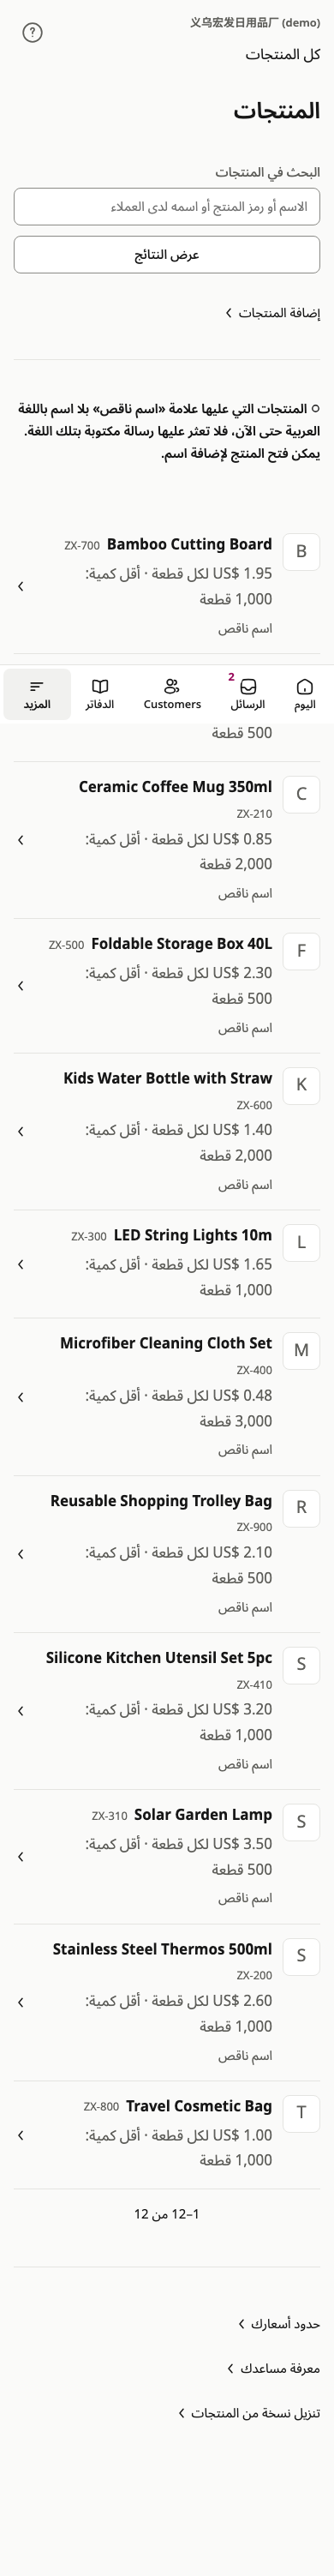 义乌宏发日用品厂 (demo)
كل المنتجات
المنتجات
البحث في المنتجات
الاسم أو رمز المنتج أو اسمه لدى العملاء
عرض النتائج
إضافة المنتجات
المنتجات التي عليها علامة «اسم ناقص» بلا اسم باللغة
العربية حتى الآن، فلا تعثر عليها رسالة مكتوبة بتلك اللغة.
يمكن فتح المنتج لإضافة اسم.
B
Bamboo Cutting Board ZX-700
US$ 1.95 لكل قطعة · أقل كمية:
1,000 قطعة
اسم ناقص
اليوم
الرسائل 2
Customers
الدفاتر
المزيد
500 قطعة
C
Ceramic Coffee Mug 350ml
ZX-210
US$ 0.85 لكل قطعة · أقل كمية:
2,000 قطعة
اسم ناقص
F
Foldable Storage Box 40L ZX-500
US$ 2.30 لكل قطعة · أقل كمية:
500 قطعة
اسم ناقص
K
Kids Water Bottle with Straw
ZX-600
US$ 1.40 لكل قطعة · أقل كمية:
2,000 قطعة
اسم ناقص
L
LED String Lights 10m ZX-300
US$ 1.65 لكل قطعة · أقل كمية:
1,000 قطعة
M
Microfiber Cleaning Cloth Set
ZX-400
US$ 0.48 لكل قطعة · أقل كمية:
3,000 قطعة
اسم ناقص
R
Reusable Shopping Trolley Bag
ZX-900
US$ 2.10 لكل قطعة · أقل كمية:
500 قطعة
اسم ناقص
S
Silicone Kitchen Utensil Set 5pc
ZX-410
US$ 3.20 لكل قطعة · أقل كمية:
1,000 قطعة
اسم ناقص
S
Solar Garden Lamp ZX-310
US$ 3.50 لكل قطعة · أقل كمية:
500 قطعة
اسم ناقص
S
Stainless Steel Thermos 500ml
ZX-200
US$ 2.60 لكل قطعة · أقل كمية:
1,000 قطعة
اسم ناقص
T
Travel Cosmetic Bag ZX-800
US$ 1.00 لكل قطعة · أقل كمية:
1,000 قطعة
1–12 من 12
حدود أسعارك
معرفة مساعدك
تنزيل نسخة من المنتجات